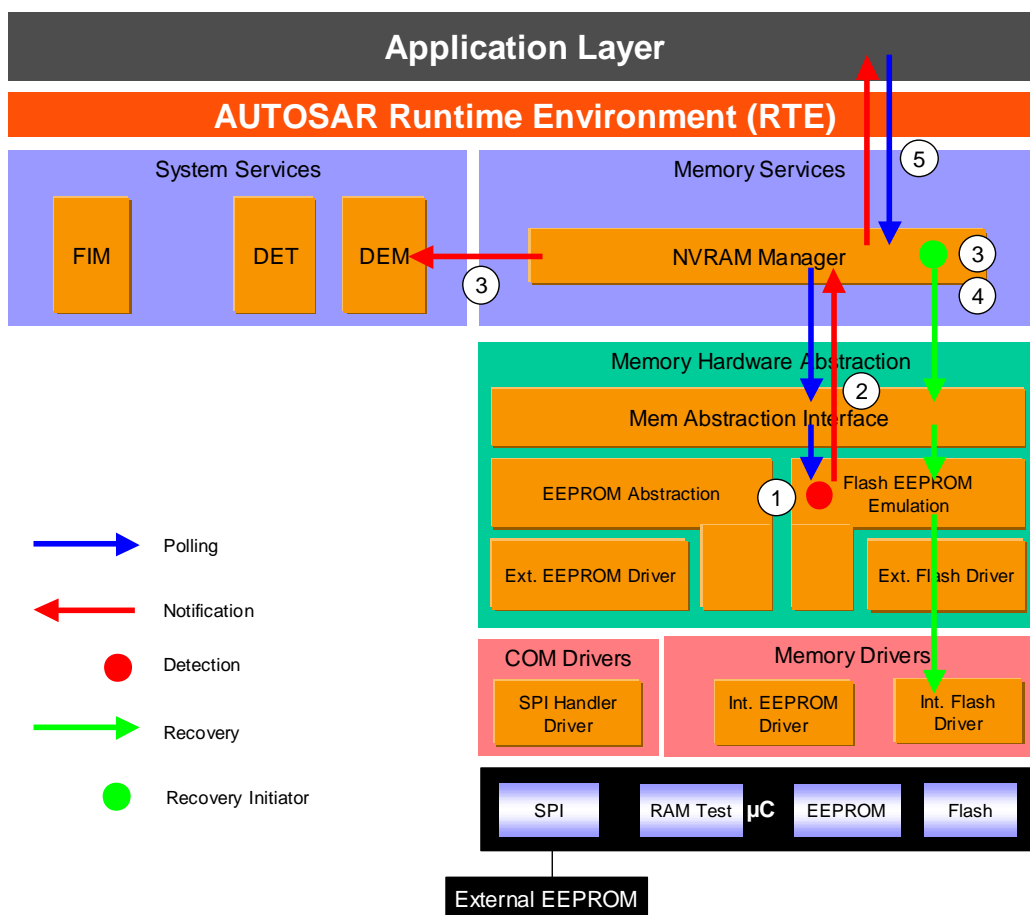 Application Layer
AUTOSAR Runtime Environment (RTE)
System Services
Memory Services
5
FIM
DET
DEM
3
NVRAM Manager
3
4
Memory Hardware Abstraction
2
Mem Abstraction Interface
EEPROM Abstraction
1
Flash EEPROM
Emulation
Ext. EEPROM Driver
Ext. Flash Driver
Polling
Notification
Detection
Recovery
Recovery Initiator
COM Drivers
Memory Drivers
SPI Handler
Driver
Int. EEPROM
Driver
Int. Flash
Driver
SPI
RAM Test
µC
EEPROM
Flash
External EEPROM